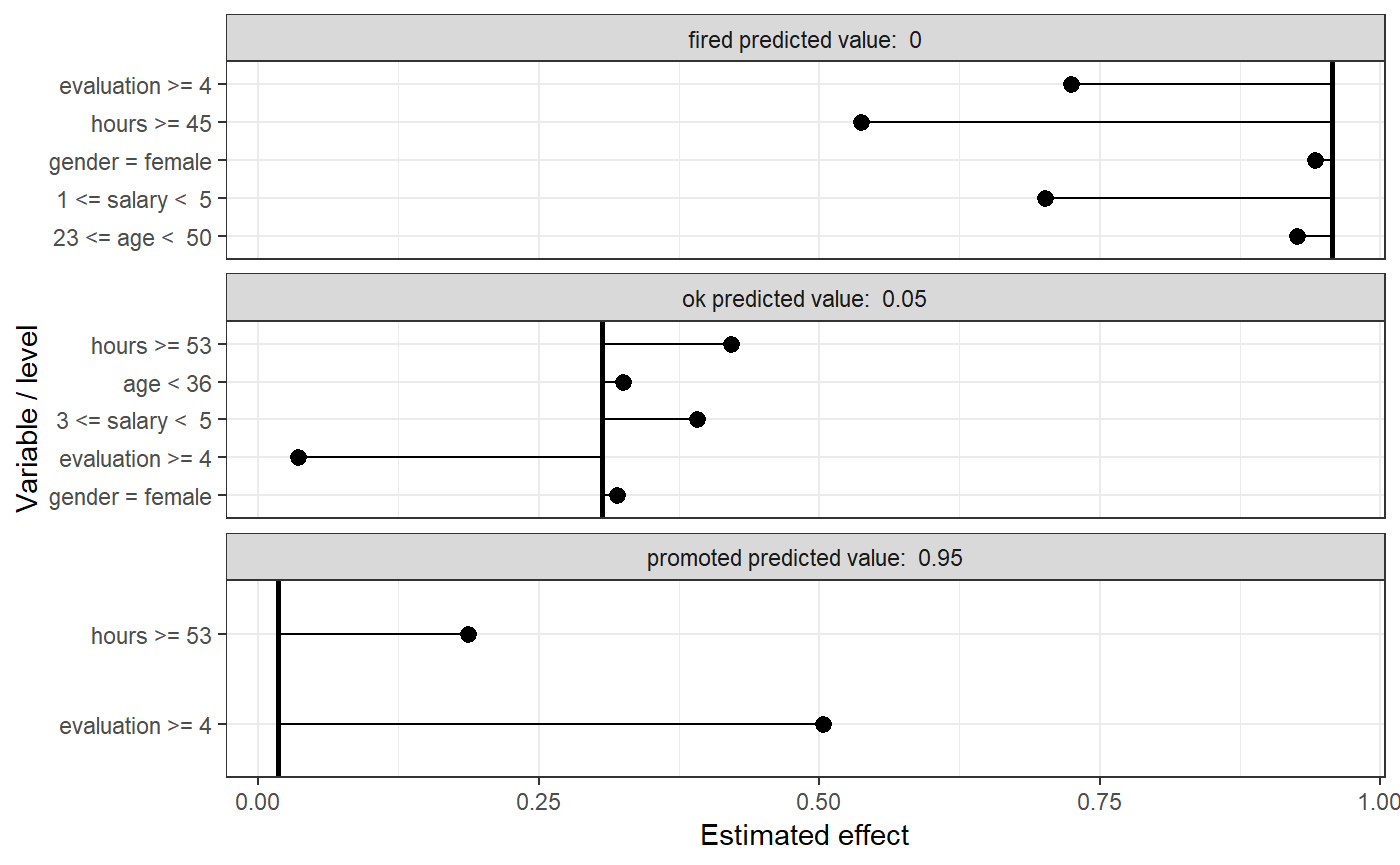 fired predicted value:  0
evaluation >= 4
hours >= 45
gender = female
1 <= salary <  5
23 <= age <  50
ok predicted value:  0.05
hours >= 53
age < 36
3 <= salary <  5
evaluation >= 4
gender = female
promoted predicted value:  0.95
hours >= 53
evaluation >= 4
Variable / level
0.00 0.25 0.50 0.75 1.00
Estimated effect